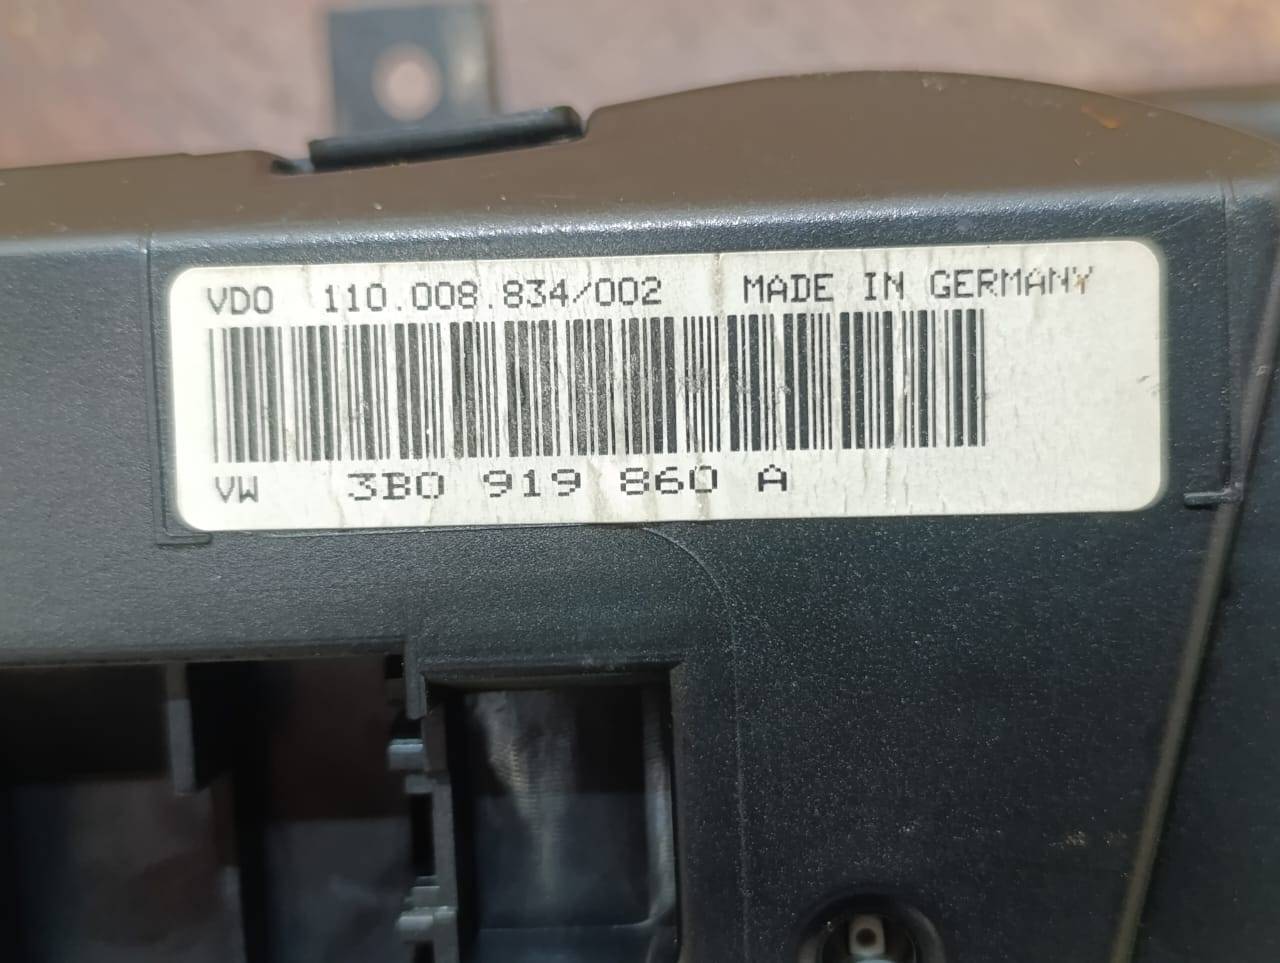 VDO 110.008.834/002 MADE IN GERMANY
VW 3B0 919 860 A